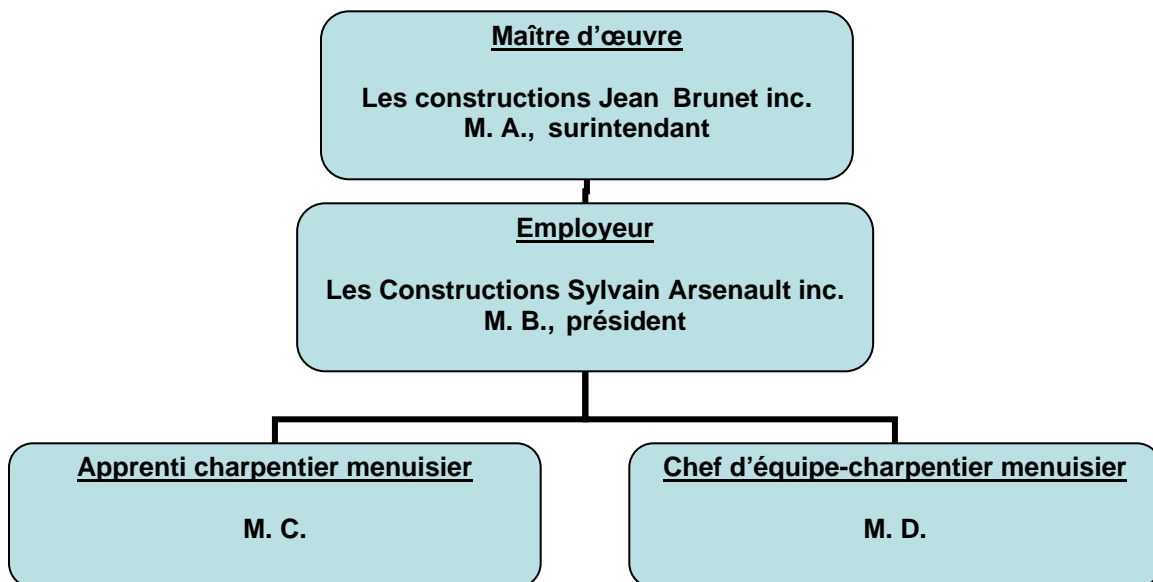 Maître d’œuvre
Les constructions Jean Brunet inc.
M. A., surintendant
Employeur
Les Constructions Sylvain Arsenault inc.
M. B., président
Apprenti charpentier menuisier
M. C.
Chef d’équipe-charpentier menuisier
M. D.